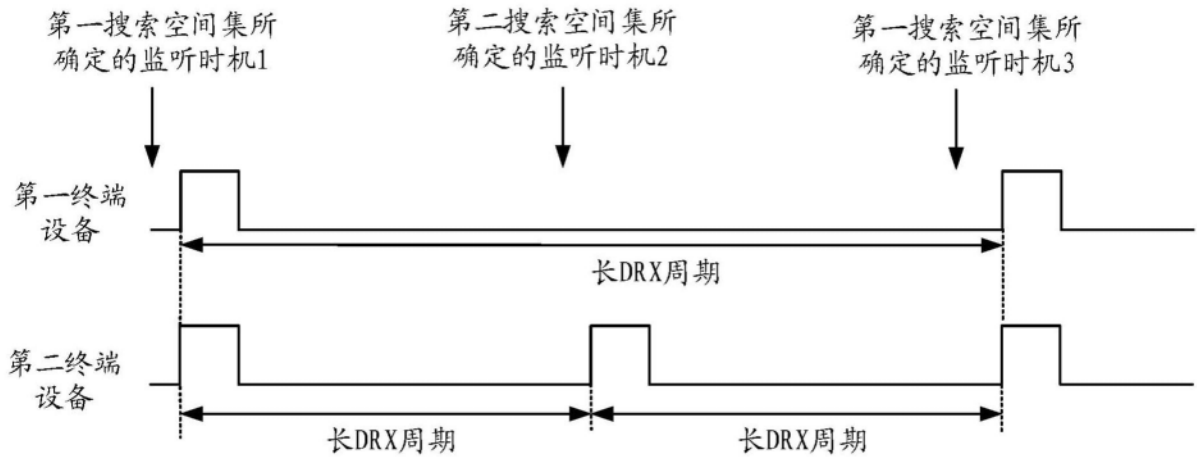 第一搜索空间集所
确定的监听时机1
第二搜索空间集所
确定的监听时机2
第一搜索空间集所
确定的监听时机3
第一终端
设备
长DRX周期
第二终端
设备
长DRX周期
长DRX周期